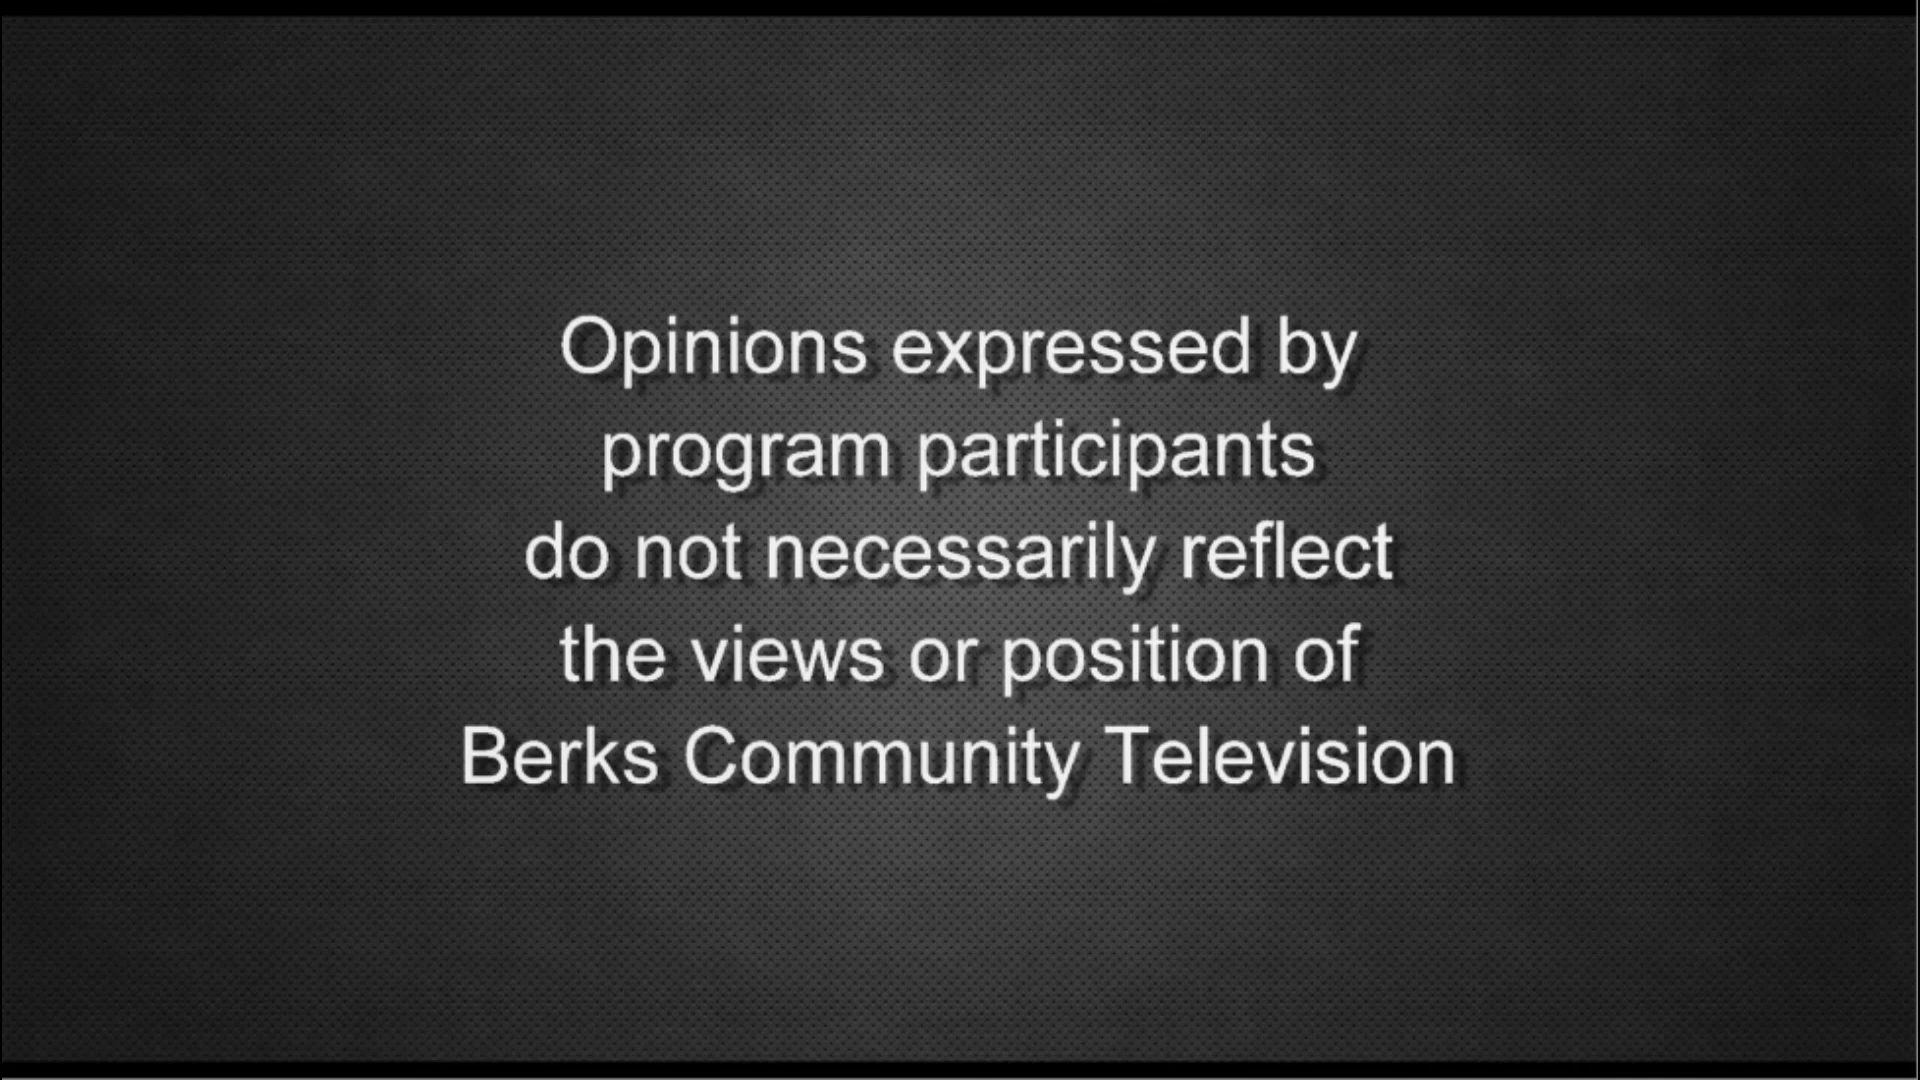 Opinions expressed by
program participants
do not necessarily reflect
the views or position of
Berks Community Television